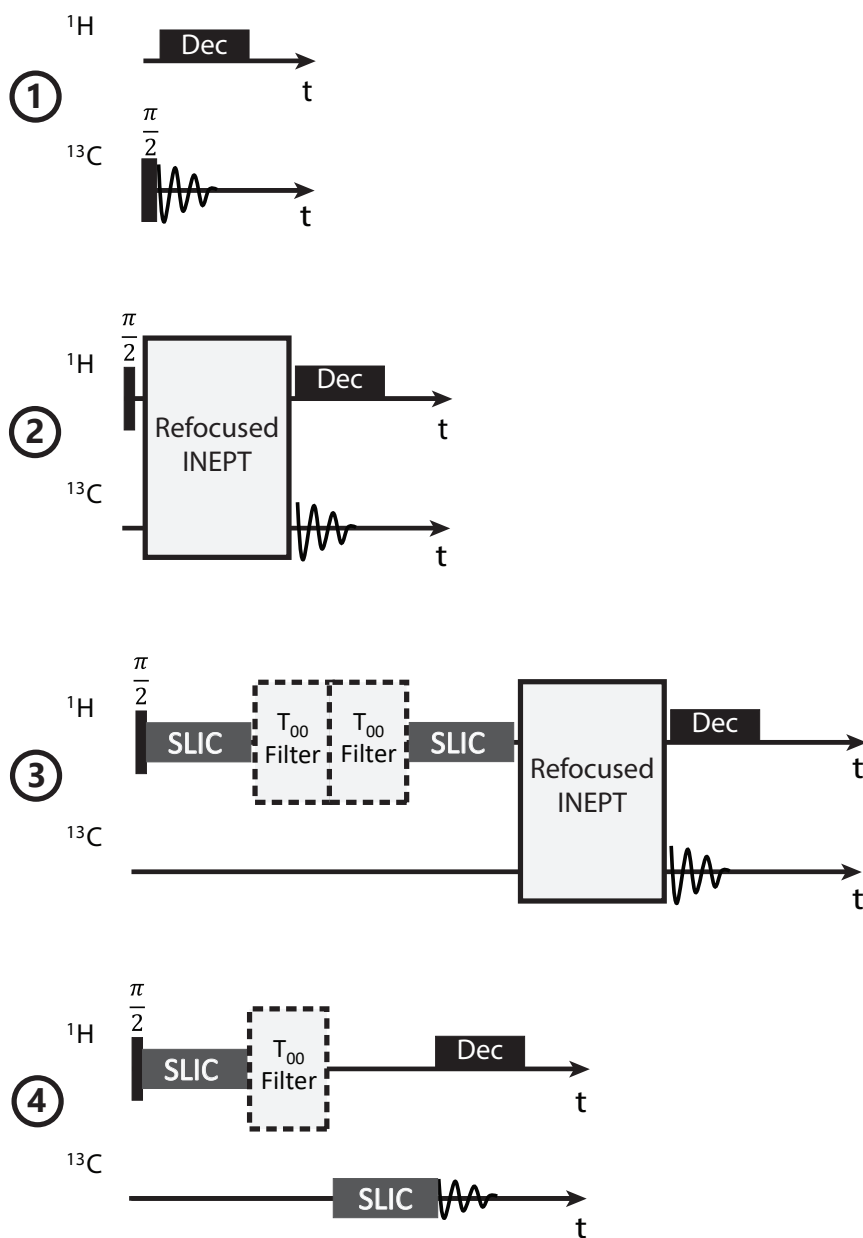 ¹H
Dec
t
①
π/2
¹³C
t
π/2
¹H
Dec
t
②
Refocused
INEPT
¹³C
t
π/2
¹H
SLIC
T₀₀
Filter
T₀₀
Filter
SLIC
Dec
t
③
Refocused
INEPT
¹³C
t
π/2
¹H
SLIC
T₀₀
Filter
Dec
t
④
¹³C
SLIC
t